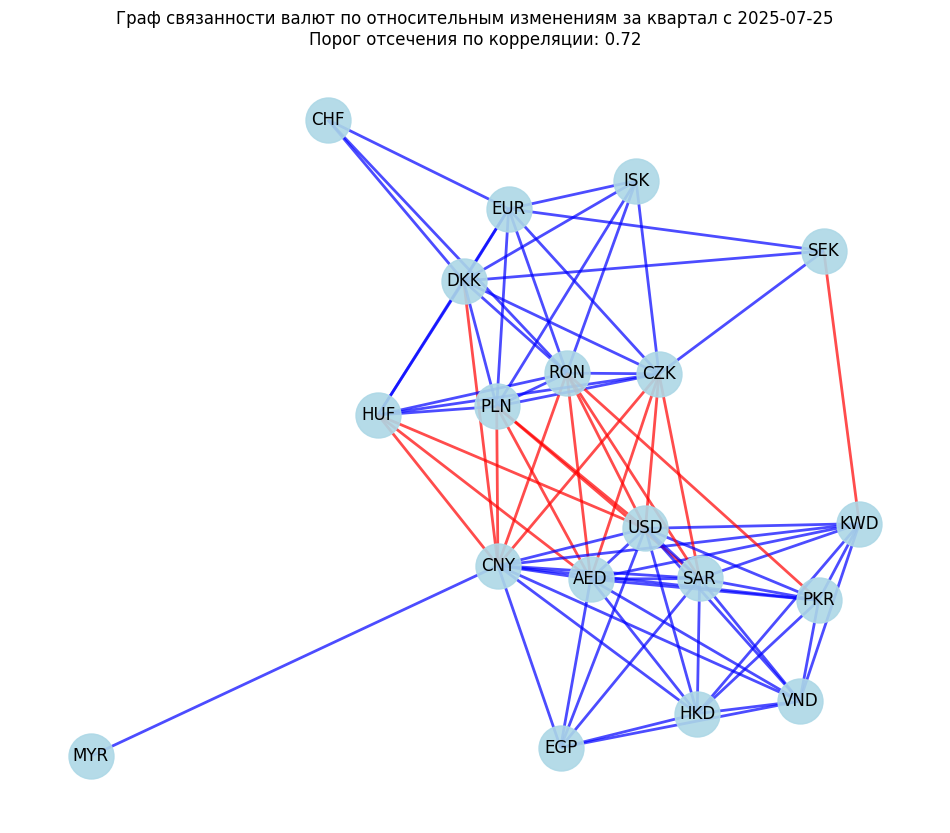 Граф связанности валют по относительным изменениям за квартал с 2025-07-25
Порог отсечения по корреляции: 0.72
CHF
ISK
EUR
SEK
DKK
RON
CZK
PLN
HUF
KWD
USD
CNY
AED
SAR
PKR
VND
HKD
EGP
MYR